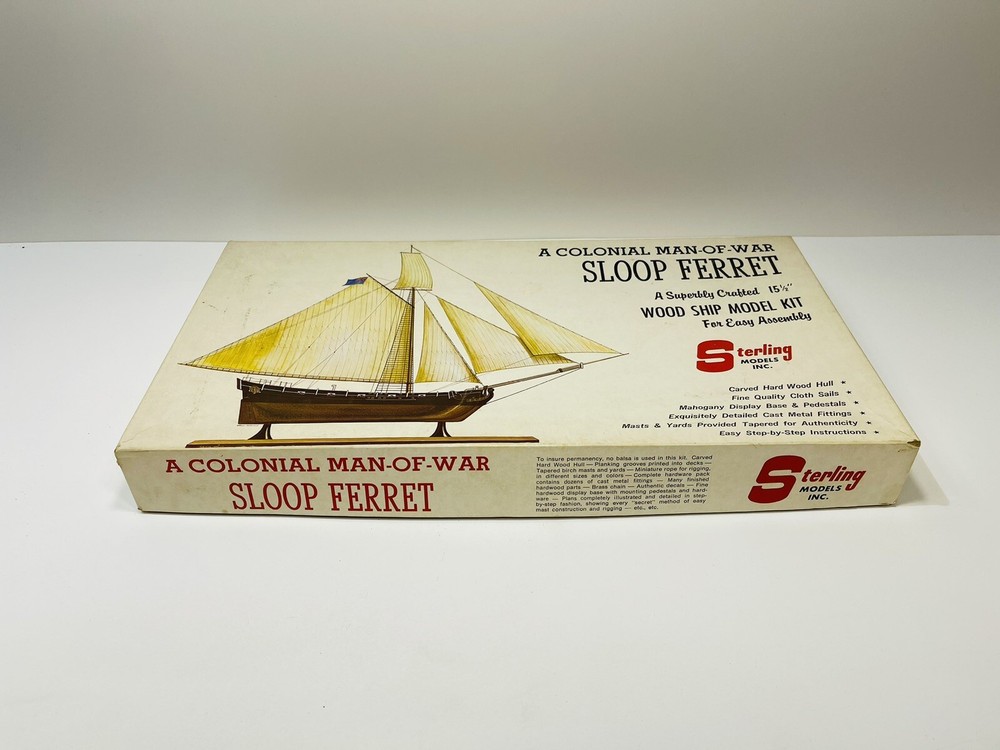 A COLONIAL MAN-OF-WAR
SLOOP FERRET
A Superbly Crafted 15½"
WOOD SHIP MODEL KIT
For Easy Assembly
Sterling
MODELS
INC.
Carved Hard Wood Hull ★
Fine Quality Cloth Sails ★
Mahogany Display Base & Pedestals ★
Exquisitely Detailed Cast Metal Fittings ★
Masts & Yards Provided Tapered for Authenticity ★
Easy Step-by-Step Instructions ★
A COLONIAL MAN-OF-WAR
SLOOP FERRET
To insure permanency, no balsa is used in this kit. Carved
Hard Wood Hull — Planking grooves printed into decks —
Tapered birch masts and yards — Miniature rope for rigging,
in different sizes and colors — Complete hardware pack
contains dozens of cast metal fittings — Many finished
hardwood parts — Brass chain — Authentic decals — Fine
hardwood display base with mounting pedestals and hard-
ware — Plans completely illustrated and detailed in step-
by-step fashion, showing every "secret" method of easy
mast construction and rigging — etc., etc.
Sterling
MODELS
INC.